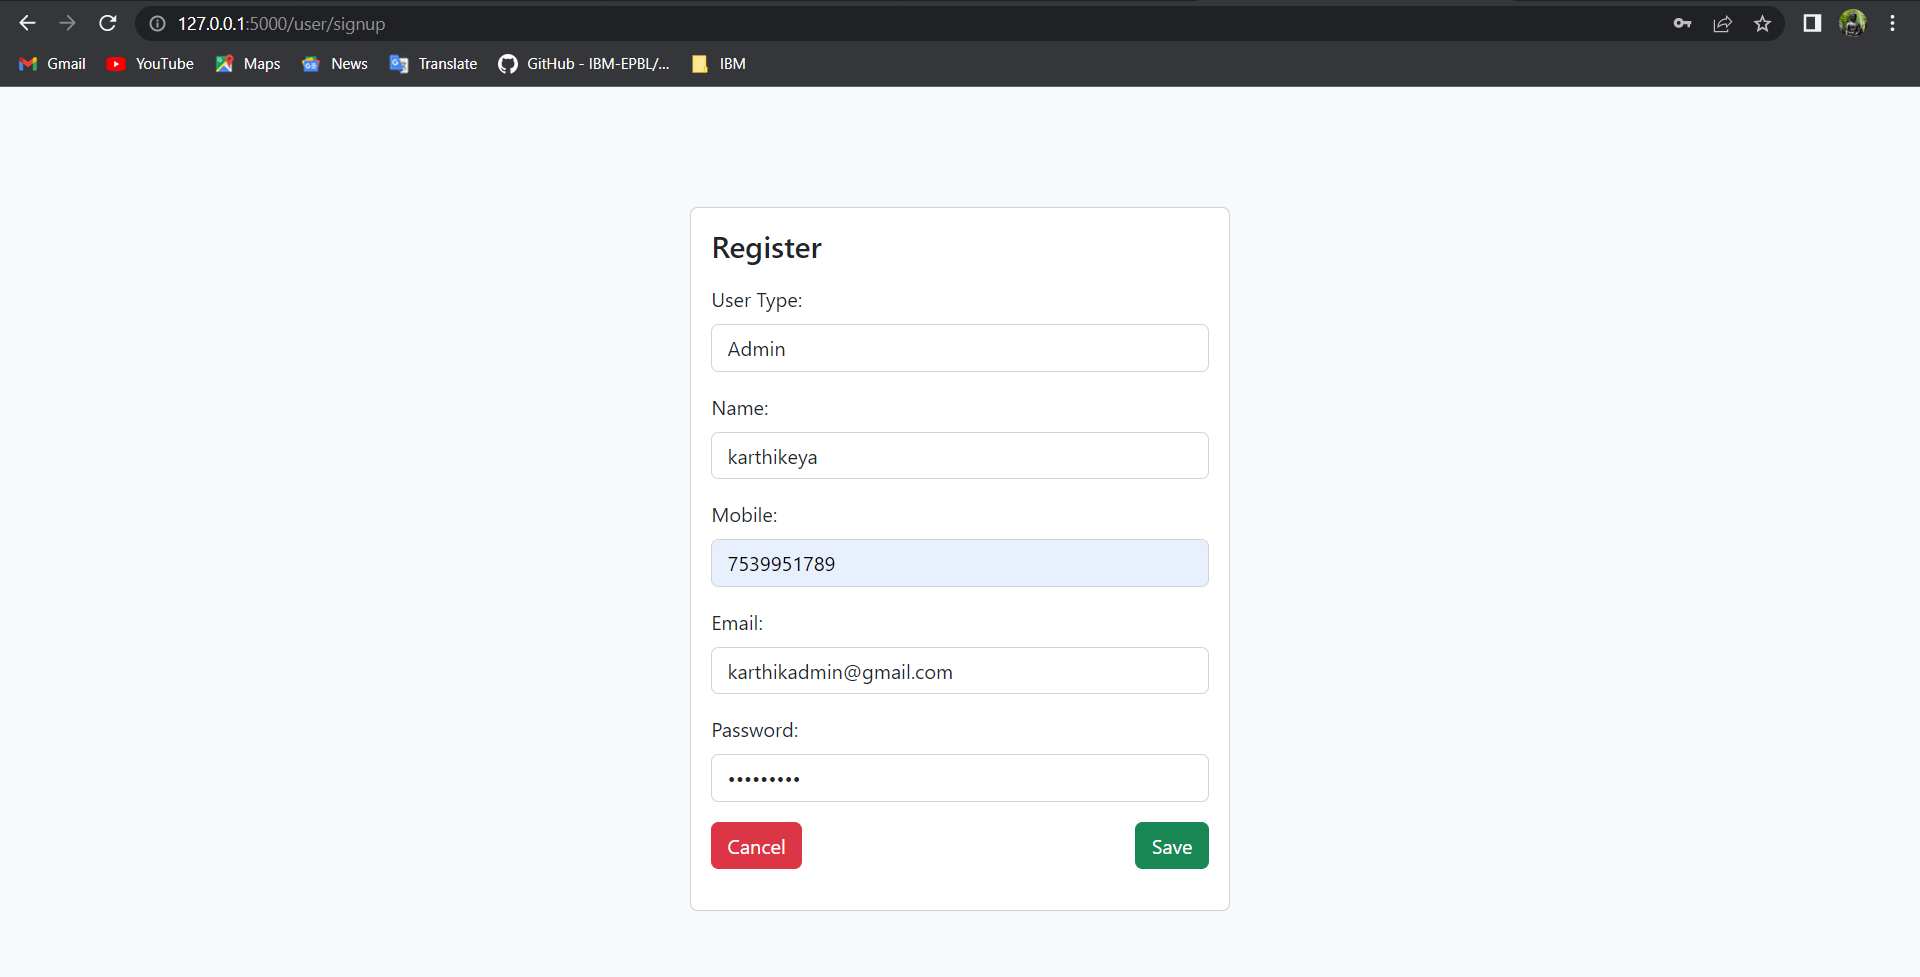 127.0.0.1:5000/user/signup
Gmail YouTube Maps News Translate GitHub - IBM-EPBL/... IBM
Register
User Type:
Admin
Name:
karthikeya
Mobile:
7539951789
Email:
karthikadmin@gmail.com
Password:
•••••••••
Cancel Save